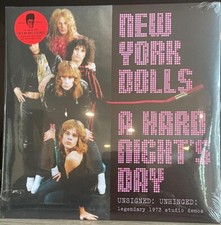 NEW
YORK
DOLLS
A HARD
NIGHT'S
DAY
UNSIGNED: UNHINGED:
legendary 1972 studio demos